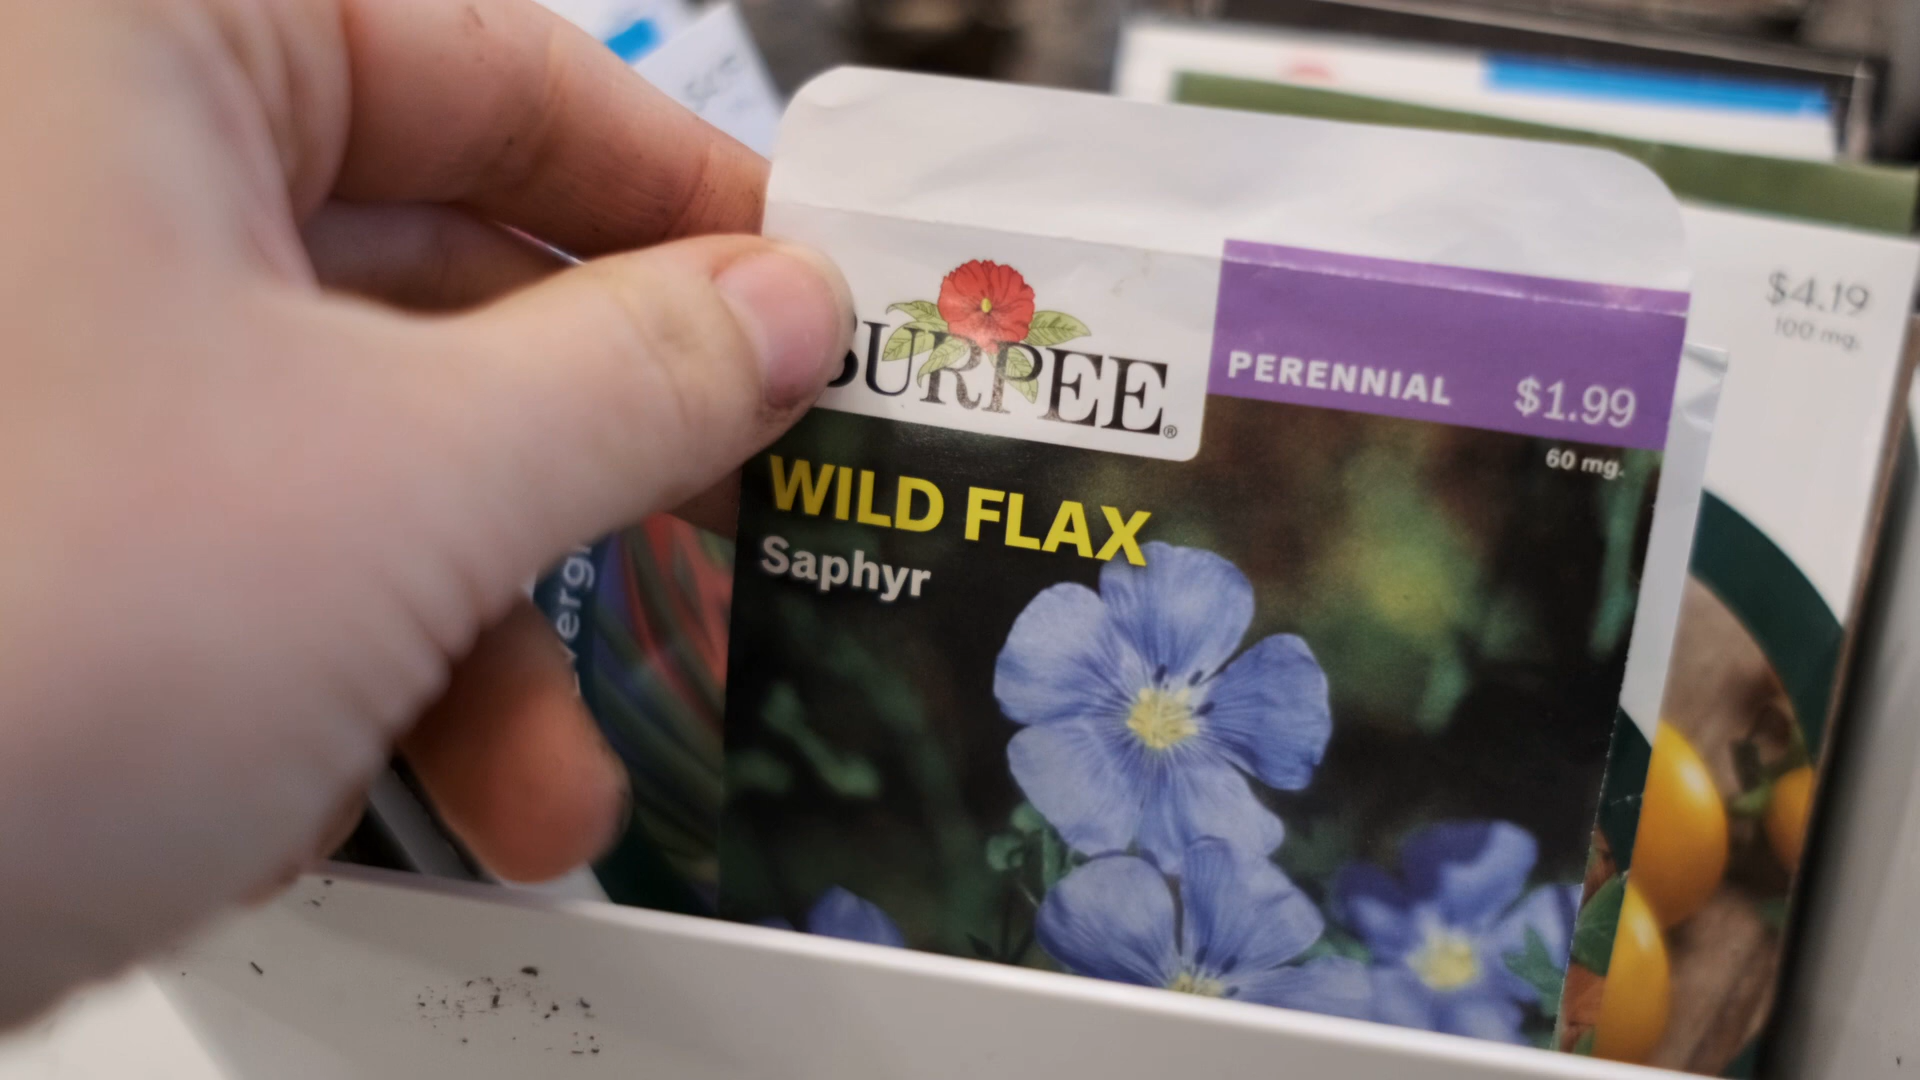 BURPEE®
PERENNIAL $1.99
60 mg.
WILD FLAX
Saphyr
$4.19
100 mg.